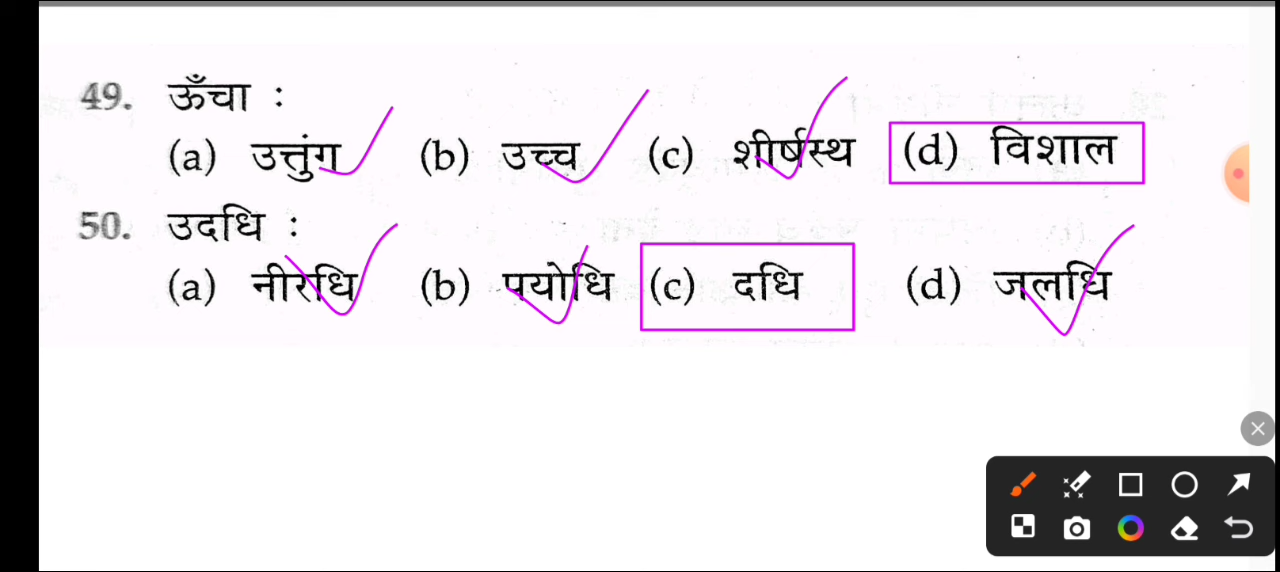 49. ऊँचा :
(a) उत्तुंग (b) उच्च (c) शीर्षस्थ (d) विशाल
50. उदधि :
(a) नीरधि (b) पयोधि (c) दधि (d) जलधि